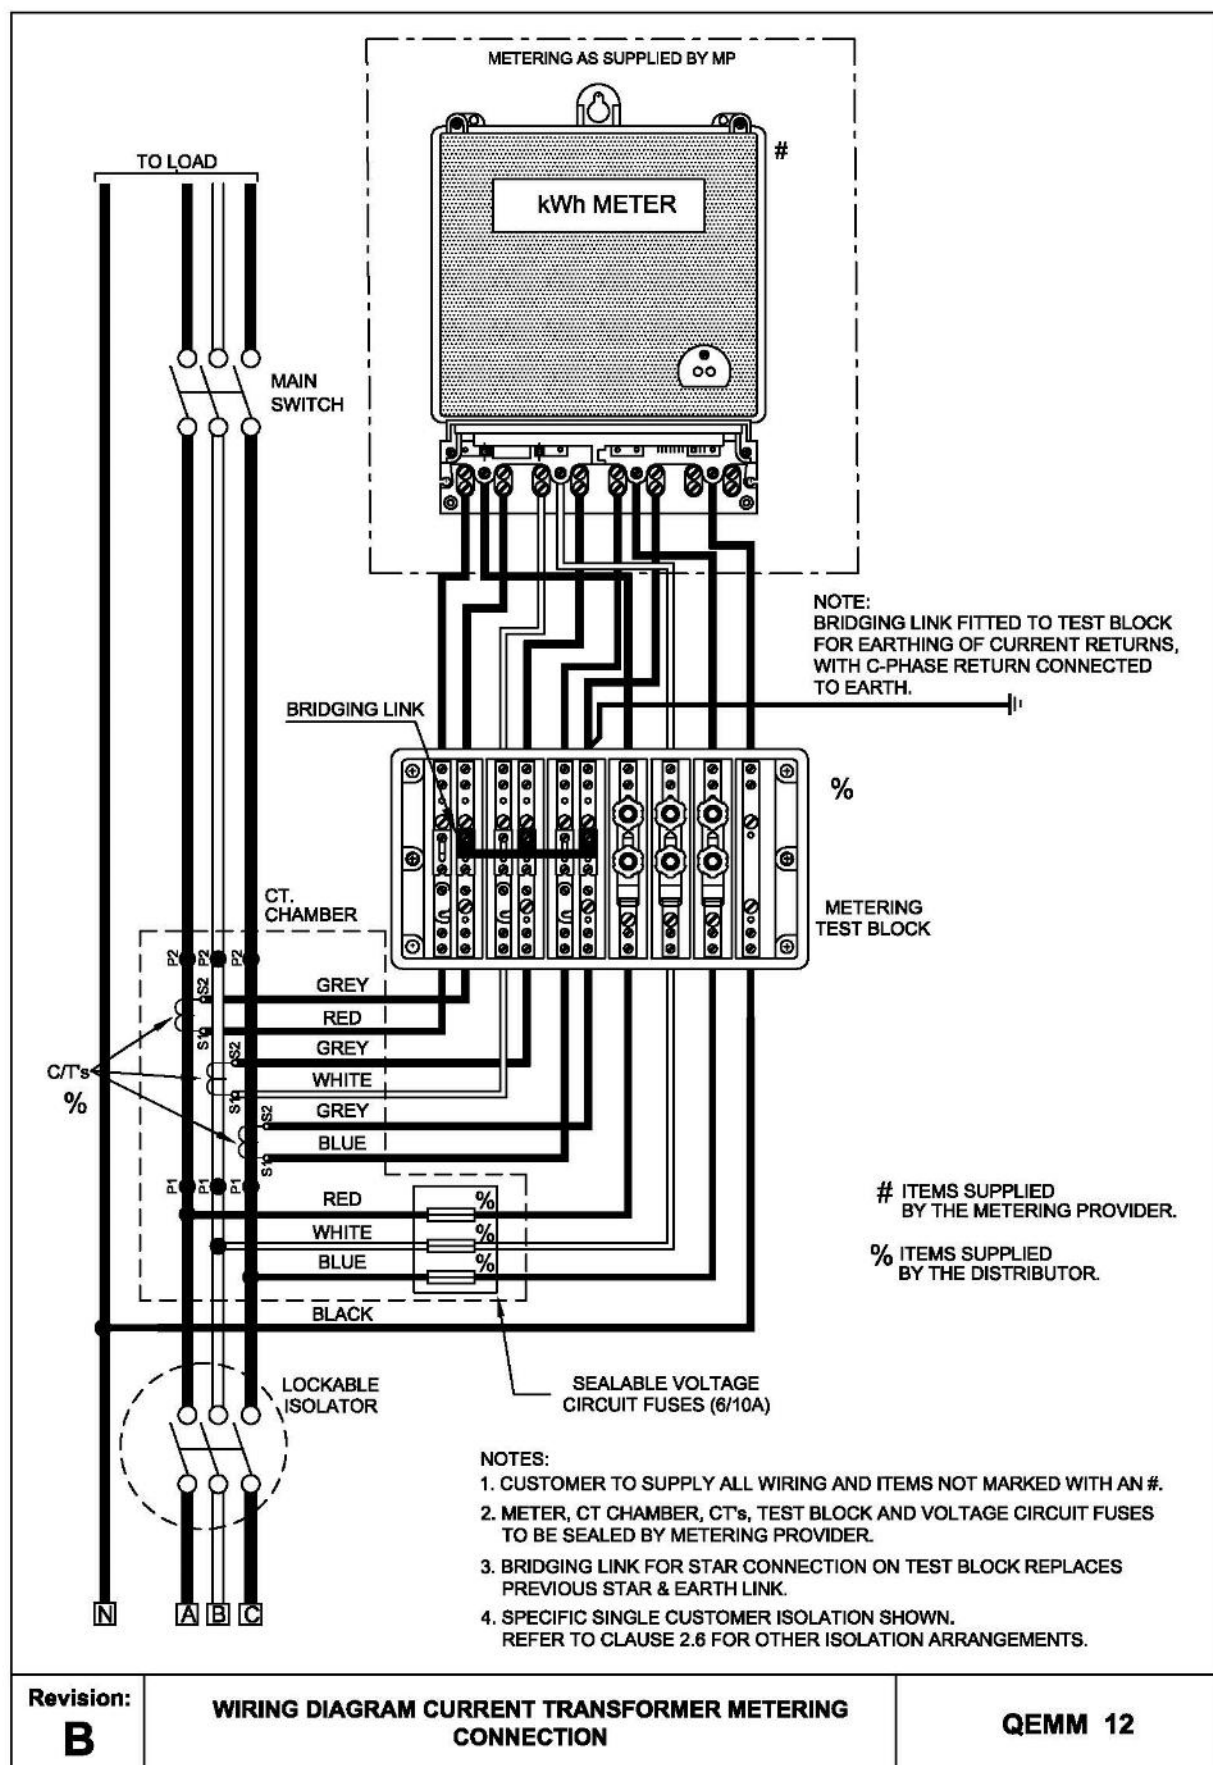 METERING AS SUPPLIED BY MP
#
kWh METER
TO LOAD
MAIN
SWITCH
NOTE:
BRIDGING LINK FITTED TO TEST BLOCK
FOR EARTHING OF CURRENT RETURNS,
WITH C-PHASE RETURN CONNECTED
TO EARTH.
BRIDGING LINK
%
METERING
TEST BLOCK
CT.
CHAMBER
P2 P2 P2
S2
GREY
S1
RED
S2
GREY
C/T's
%
S1
WHITE
S2
GREY
S1
BLUE
P1 P1 P1
RED
%
WHITE
%
BLUE
%
BLACK
# ITEMS SUPPLIED
BY THE METERING PROVIDER.
% ITEMS SUPPLIED
BY THE DISTRIBUTOR.
LOCKABLE
ISOLATOR
SEALABLE VOLTAGE
CIRCUIT FUSES (6/10A)
N A B C
NOTES:
1. CUSTOMER TO SUPPLY ALL WIRING AND ITEMS NOT MARKED WITH AN #.
2. METER, CT CHAMBER, CT's, TEST BLOCK AND VOLTAGE CIRCUIT FUSES
TO BE SEALED BY METERING PROVIDER.
3. BRIDGING LINK FOR STAR CONNECTION ON TEST BLOCK REPLACES
PREVIOUS STAR & EARTH LINK.
4. SPECIFIC SINGLE CUSTOMER ISOLATION SHOWN.
REFER TO CLAUSE 2.6 FOR OTHER ISOLATION ARRANGEMENTS.
Revision:
B
WIRING DIAGRAM CURRENT TRANSFORMER METERING
CONNECTION
QEMM 12